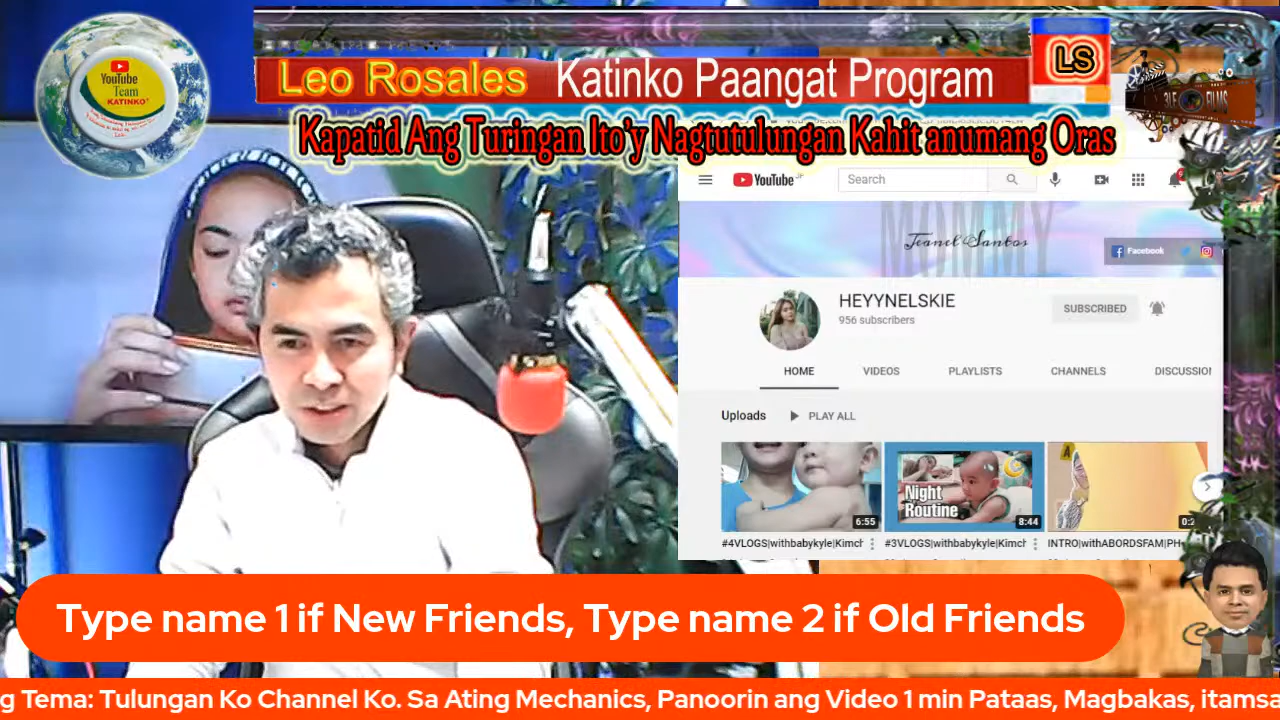 YouTube
Team
KATINKO
Leo Rosales
Katinko Paangat Program
LS
3LE FILMS
Kapatid Ang Turingan Ito'y Nagtutulungan Kahit anumang Oras
YouTube
Search
MOMMY
Jeanel Santos
Facebook
HEYYNELSKIE
956 subscribers
SUBSCRIBED
HOME
VIDEOS
PLAYLISTS
CHANNELS
DISCUSSION
Uploads
PLAY ALL
Night
Routine
6:55
8:44
#4VLOGS|withbabykyle|Kimch
#3VLOGS|withbabykyle|Kimch
INTRO|withABORDSFAM|PH
Type name 1 if New Friends, Type name 2 if Old Friends
g Tema: Tulungan Ko Channel Ko. Sa Ating Mechanics, Panoorin ang Video 1 min Pataas, Magbakas, itamsa